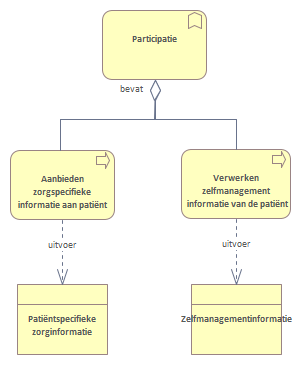 Participatie
bevat
Aanbieden
zorgspecifieke
informatie aan patiënt
Verwerken
zelfmanagement
informatie van de patiënt
uitvoer
uitvoer
Patiëntspecifieke
zorginformatie
Zelfmanagementinformatie